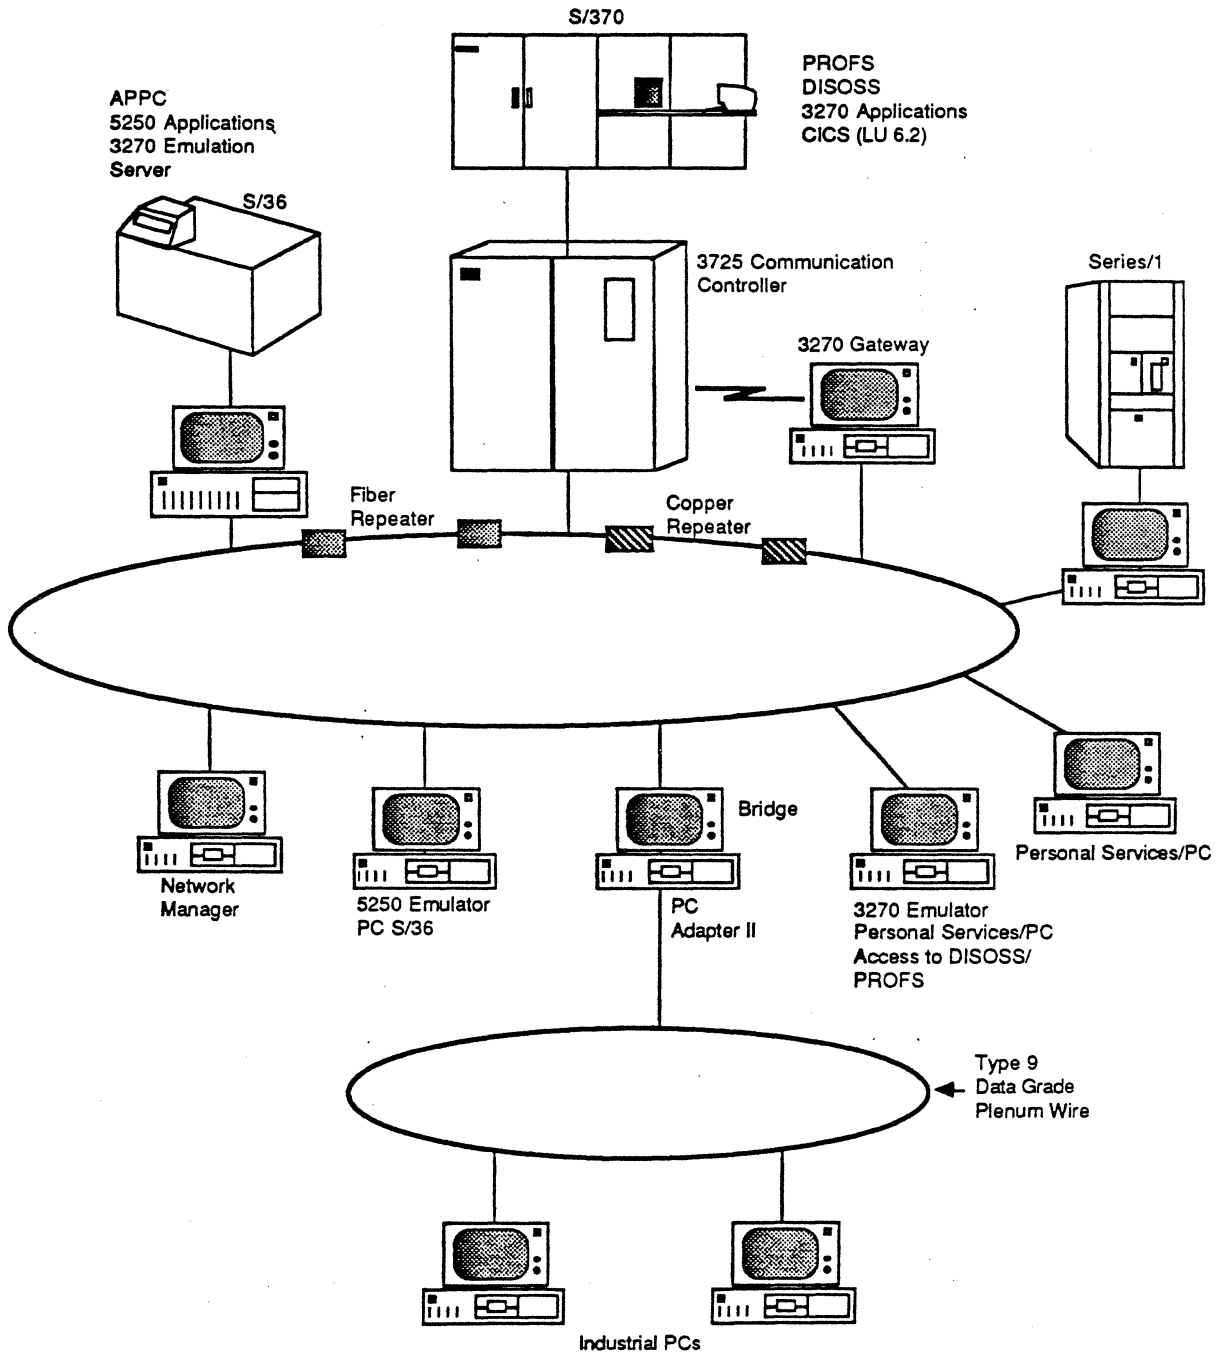 S/370
PROFS
DISOSS
3270 Applications
CICS (LU 6.2)
APPC
5250 Applications
3270 Emulation
Server
S/36
3725 Communication
Controller
Series/1
3270 Gateway
Fiber
Repeater
Copper
Repeater
Bridge
Personal Services/PC
Network
Manager
5250 Emulator
PC S/36
PC
Adapter II
3270 Emulator
Personal Services/PC
Access to DISOSS/
PROFS
Type 9
Data Grade
Plenum Wire
Industrial PCs